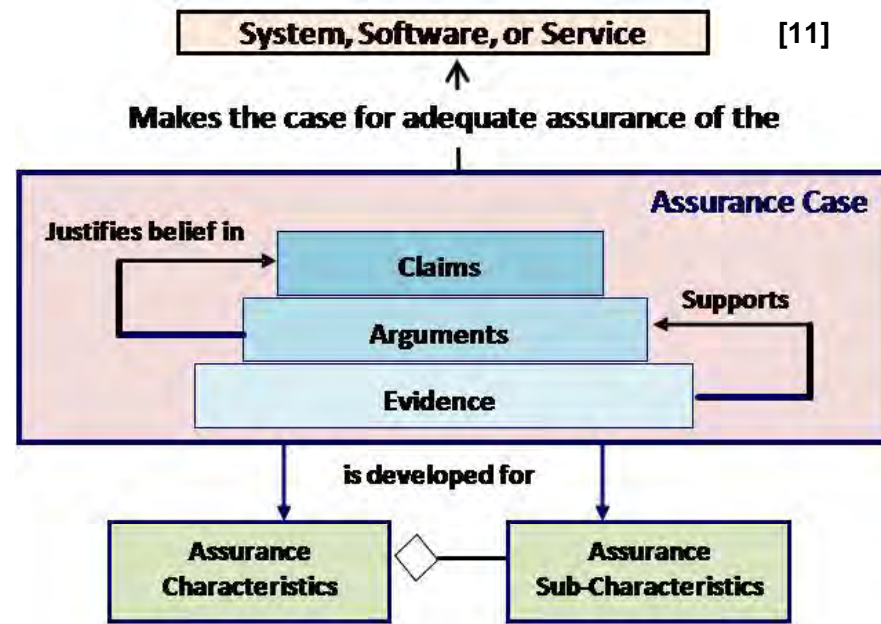 System, Software, or Service [11]
Makes the case for adequate assurance of the
Assurance Case
Justifies belief in
Claims
Supports
Arguments
Evidence
is developed for
Assurance
Characteristics
Assurance
Sub-Characteristics